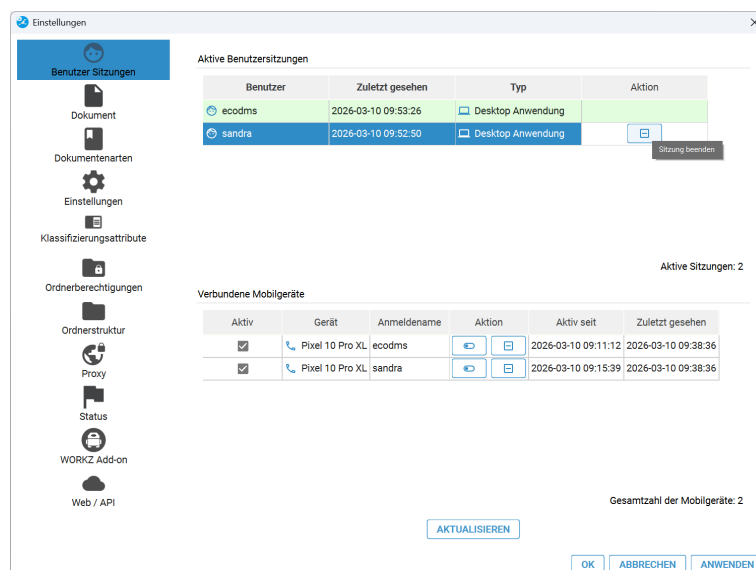 Einstellungen
Benutzer Sitzungen
Dokument
Dokumentenarten
Einstellungen
Klassifizierungsattribute
Ordnerberechtigungen
Ordnerstruktur
Proxy
Status
WORKZ Add-on
Web / API
Aktive Benutzersitzungen
Benutzer Zuletzt gesehen Typ Aktion
ecodms 2026-03-10 09:53:26 Desktop Anwendung
sandra 2026-03-10 09:52:50 Desktop Anwendung
Sitzung beenden
Aktive Sitzungen: 2
Verbundene Mobilgeräte
Aktiv Gerät Anmeldename Aktion Aktiv seit Zuletzt gesehen
Pixel 10 Pro XL ecodms 2026-03-10 09:11:12 2026-03-10 09:38:36
Pixel 10 Pro XL sandra 2026-03-10 09:15:39 2026-03-10 09:38:36
Gesamtzahl der Mobilgeräte: 2
AKTUALISIEREN
OK ABBRECHEN ANWENDEN